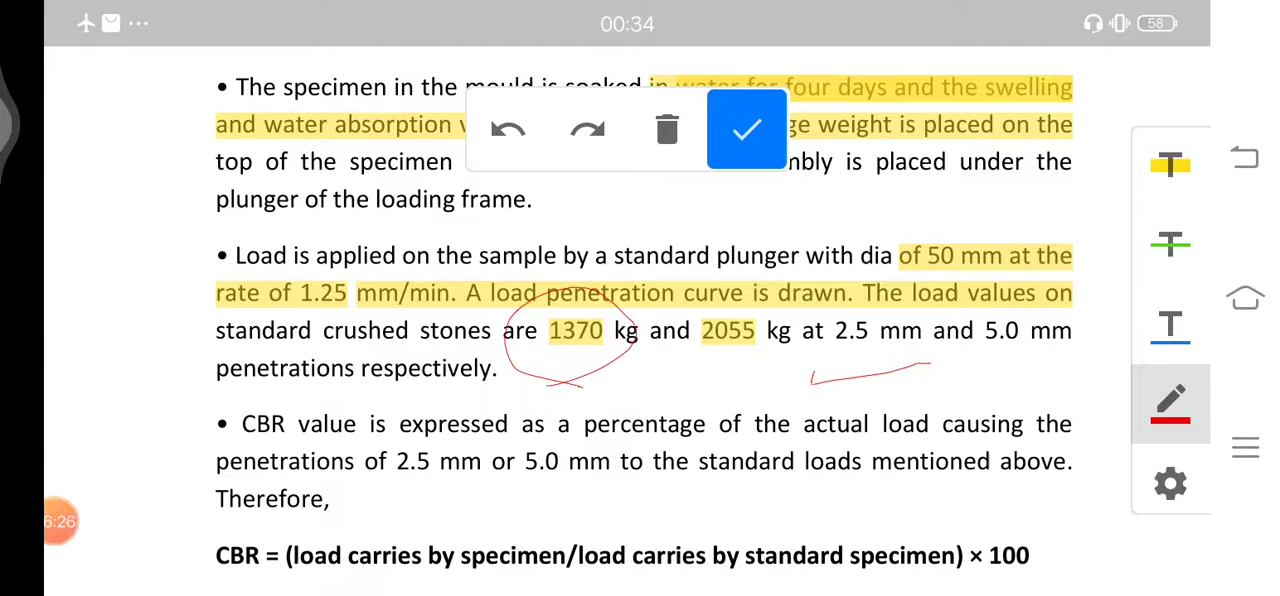 00:34
58
• The specimen in the mould is soaked in water for four days and the swelling
and water absorption ge weight is placed on the
top of the specimen mbly is placed under the
plunger of the loading frame.
• Load is applied on the sample by a standard plunger with dia of 50 mm at the
rate of 1.25 mm/min. A load penetration curve is drawn. The load values on
standard crushed stones are 1370 kg and 2055 kg at 2.5 mm and 5.0 mm
penetrations respectively.
• CBR value is expressed as a percentage of the actual load causing the
penetrations of 2.5 mm or 5.0 mm to the standard loads mentioned above.
Therefore,
6:26
CBR = (load carries by specimen/load carries by standard specimen) × 100